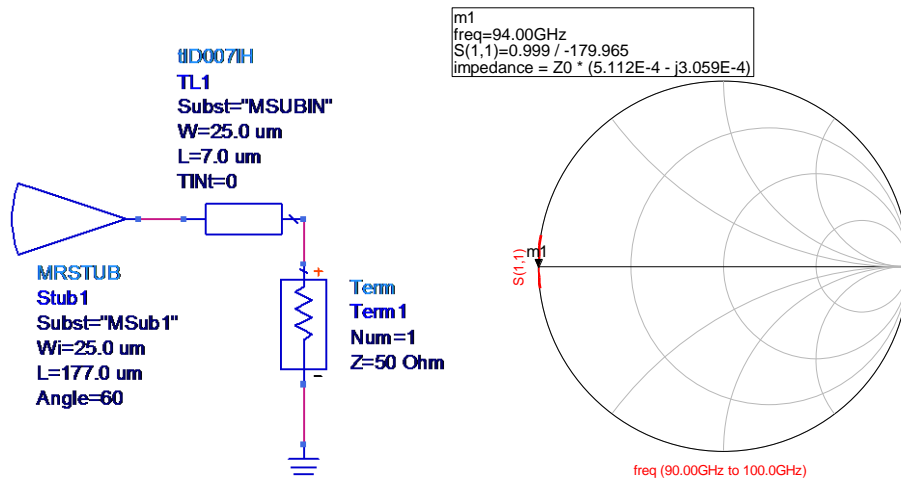 m1
freq=94.00GHz
S(1,1)=0.999 / -179.965
impedance = Z0 * (5.112E-4 - j3.059E-4)
TL1
Subst="MSUBIN"
W=25.0 um
L=7.0 um
TINt=0
MRSTUB
Stub1
Subst="MSub1"
Wi=25.0 um
L=177.0 um
Angle=60
+
-
Term
Term1
Num=1
Z=50 Ohm
S(1,1)
m1
freq (90.00GHz to 100.0GHz)